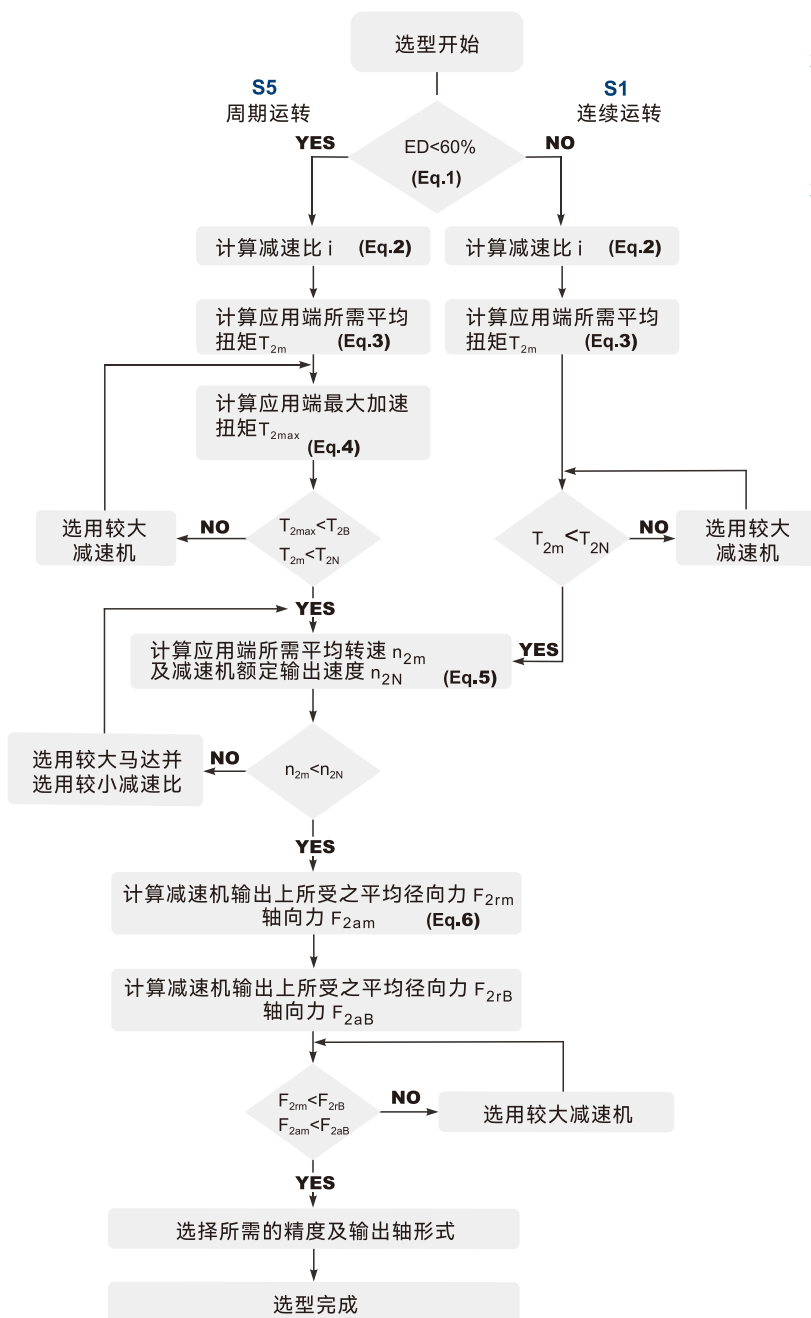 选型开始
S5
周期运转
S1
连续运转
YES
NO
ED<60%
(Eq.1)
计算减速比 i (Eq.2)
计算减速比 i (Eq.2)
计算应用端所需平均
扭矩T2m (Eq.3)
计算应用端所需平均
扭矩T2m (Eq.3)
计算应用端最大加速
扭矩T2max
(Eq.4)
选用较大
减速机
NO
T2max<T2B
T2m<T2N
T2m<T2N
NO
选用较大
减速机
YES
YES
计算应用端所需平均转速 n2m
及减速机额定输出速度 n2N (Eq.5)
选用较大马达并
选用较小减速比
NO
n2m<n2N
YES
计算减速机输出上所受之平均径向力 F2rm
轴向力 F2am (Eq.6)
计算减速机输出上所受之平均径向力 F2rB
轴向力 F2aB
F2rm<F2rB
F2am<F2aB
NO
选用较大减速机
YES
选择所需的精度及输出轴形式
选型完成